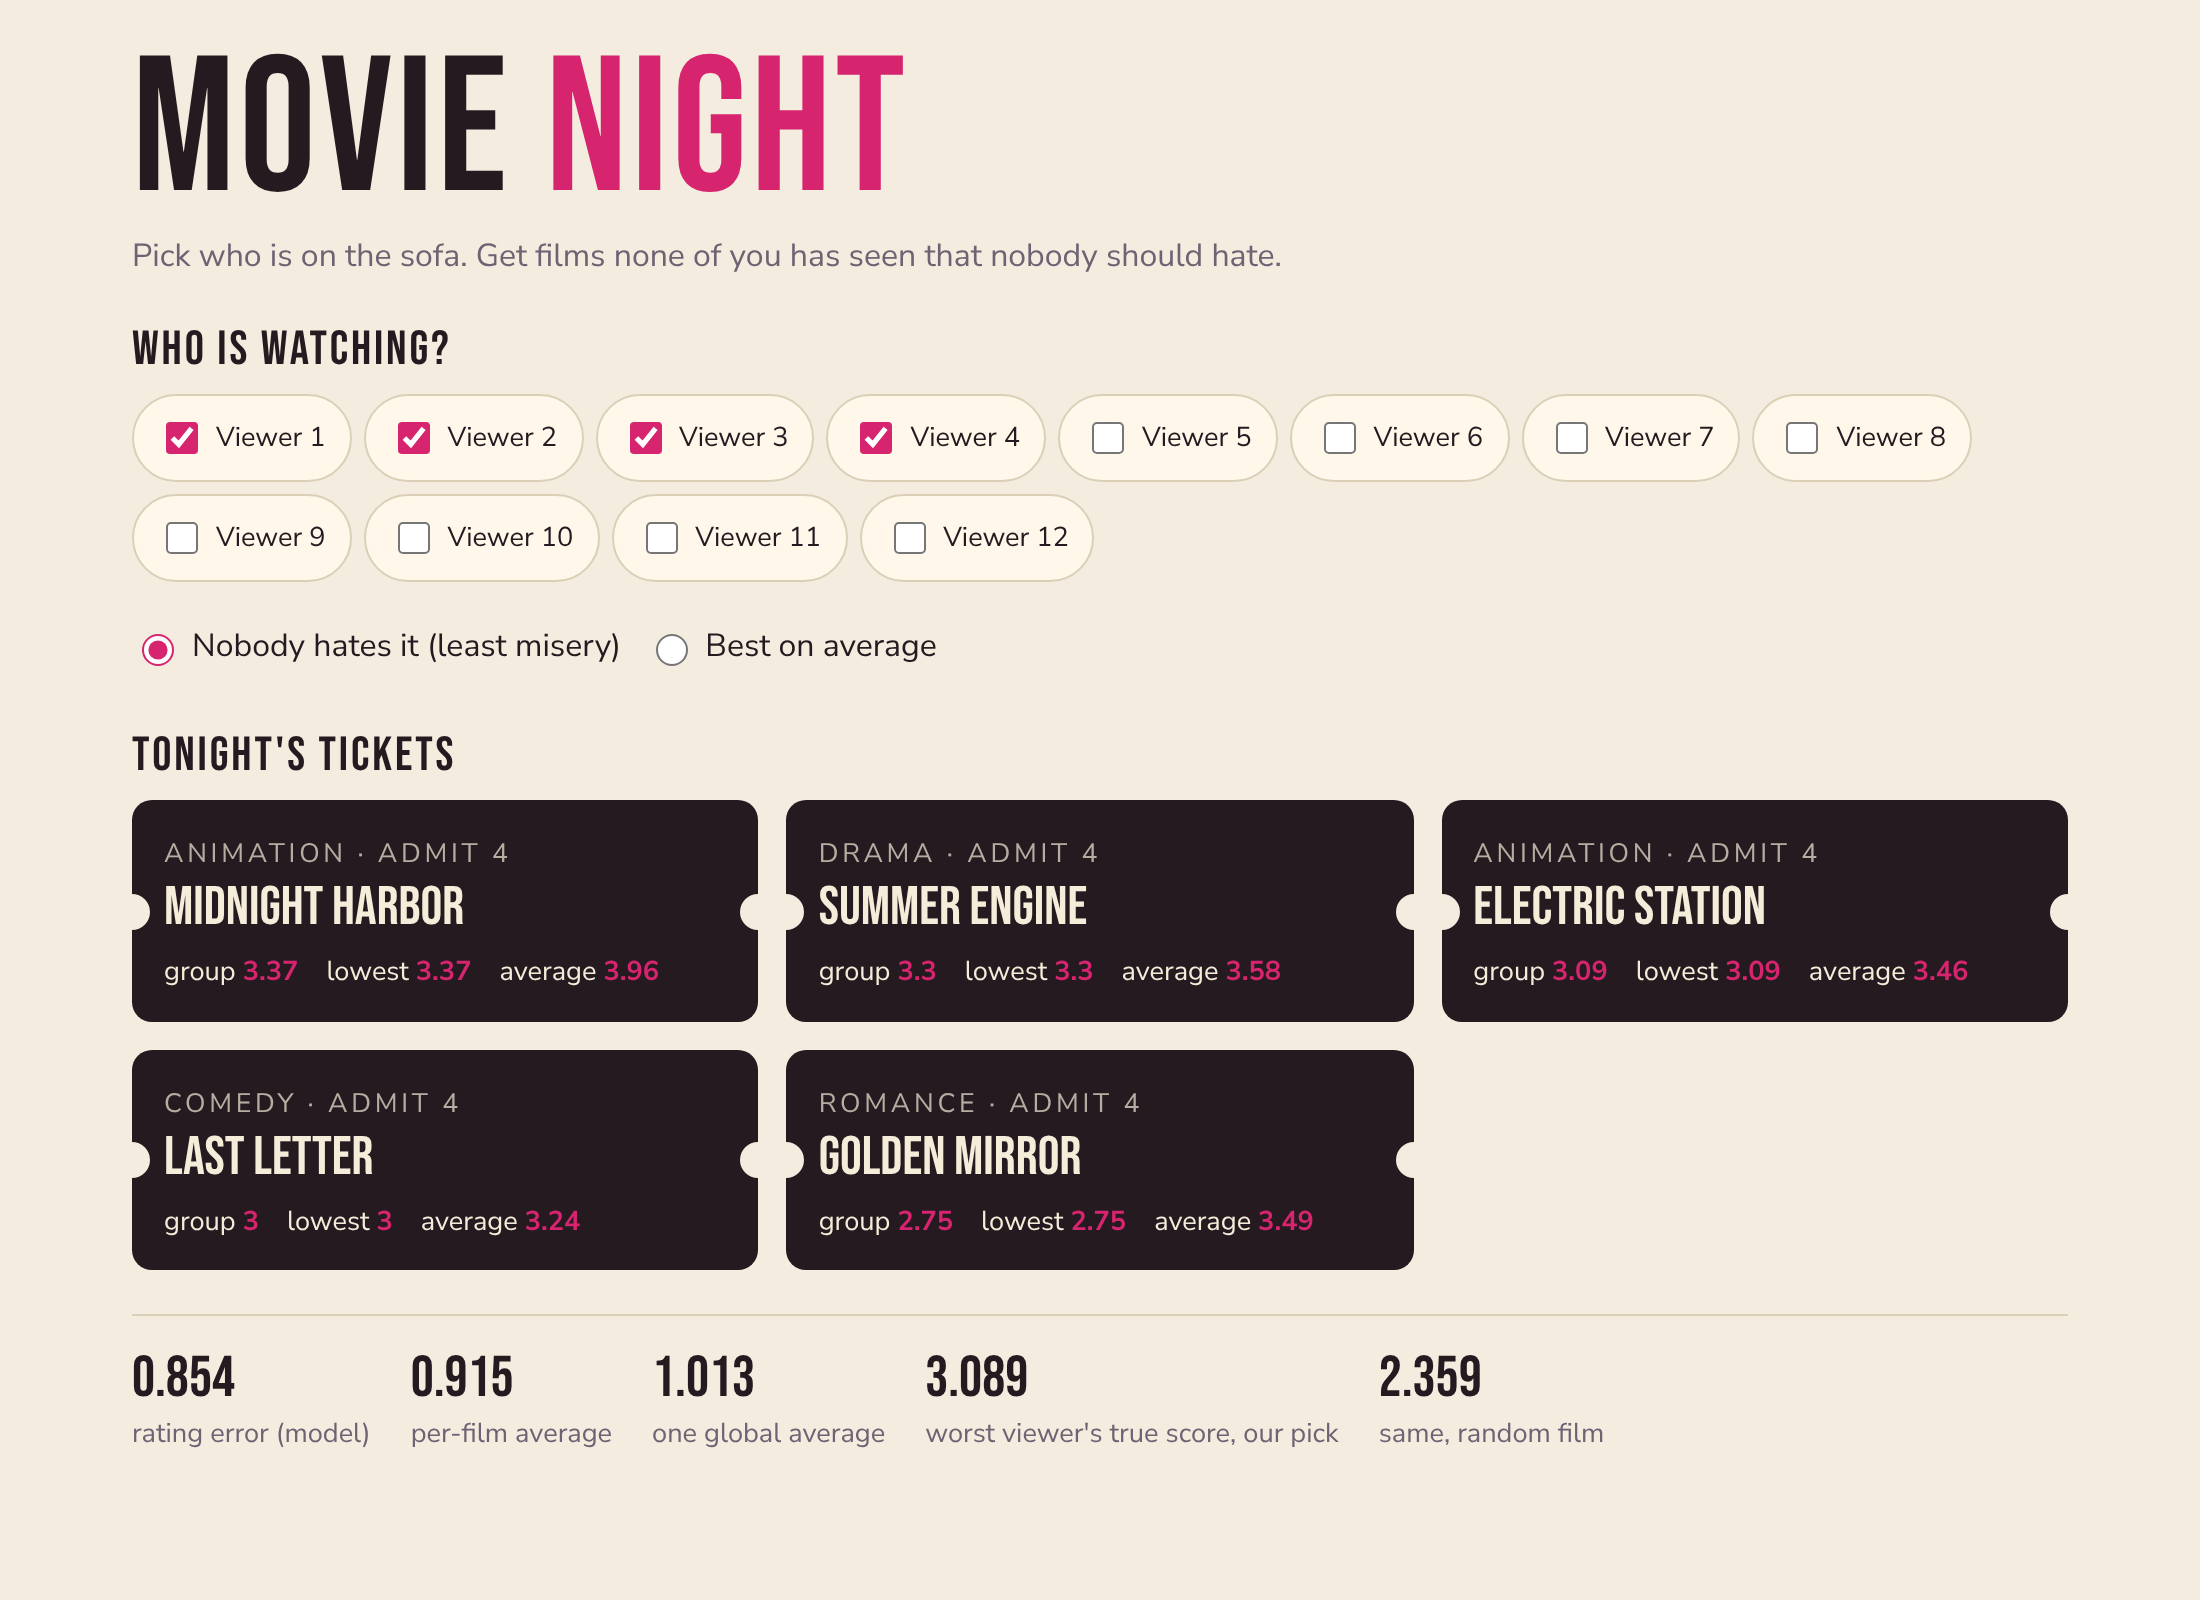 MOVIE NIGHT
Pick who is on the sofa. Get films none of you has seen that nobody should hate.
WHO IS WATCHING?
Viewer 1 Viewer 2 Viewer 3 Viewer 4 Viewer 5 Viewer 6 Viewer 7 Viewer 8
Viewer 9 Viewer 10 Viewer 11 Viewer 12
Nobody hates it (least misery) Best on average
TONIGHT'S TICKETS
ANIMATION · ADMIT 4
MIDNIGHT HARBOR
group 3.37 lowest 3.37 average 3.96
DRAMA · ADMIT 4
SUMMER ENGINE
group 3.3 lowest 3.3 average 3.58
ANIMATION · ADMIT 4
ELECTRIC STATION
group 3.09 lowest 3.09 average 3.46
COMEDY · ADMIT 4
LAST LETTER
group 3 lowest 3 average 3.24
ROMANCE · ADMIT 4
GOLDEN MIRROR
group 2.75 lowest 2.75 average 3.49
0.854
rating error (model)
0.915
per-film average
1.013
one global average
3.089
worst viewer's true score, our pick
2.359
same, random film